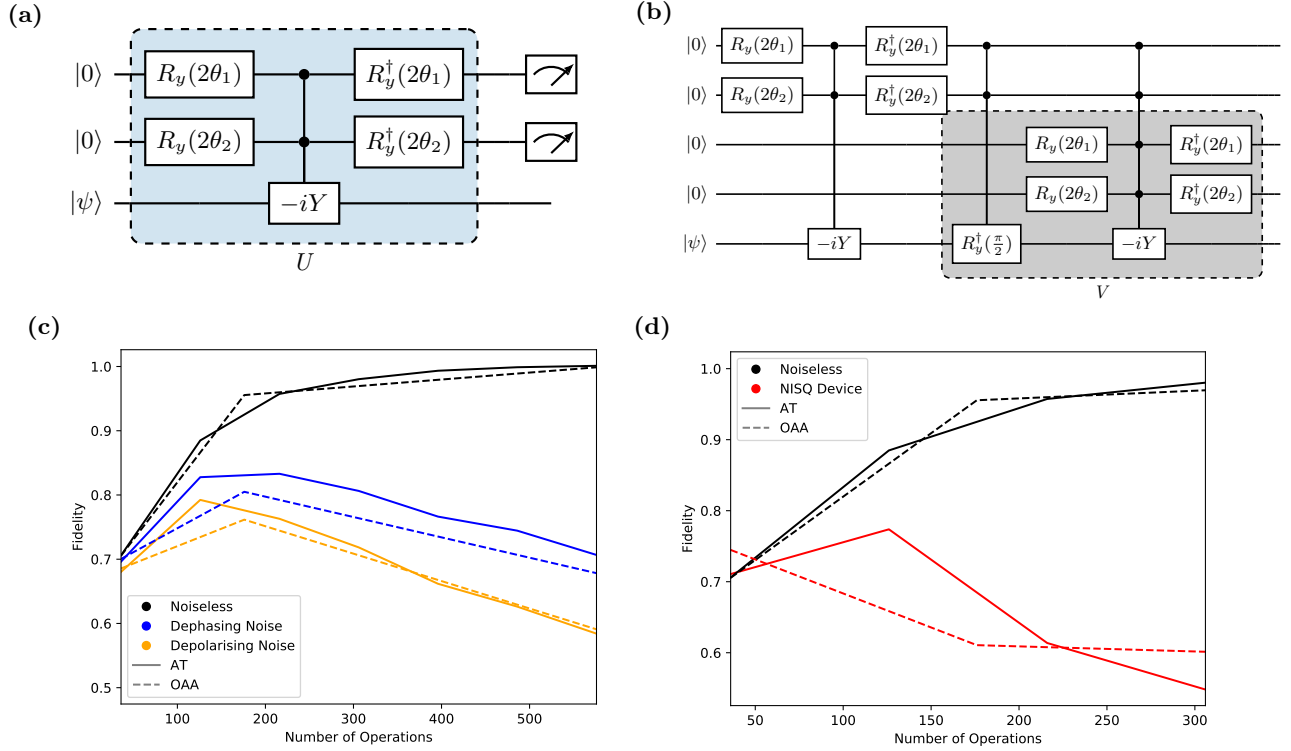 (a)
|0⟩ R_y(2θ_1) R_y^†(2θ_1)
|0⟩ R_y(2θ_2) R_y^†(2θ_2)
|ψ⟩ −iY
U
(b)
|0⟩ R_y(2θ_1) R_y^†(2θ_1)
|0⟩ R_y(2θ_2) R_y^†(2θ_2)
|0⟩ R_y(2θ_1) R_y^†(2θ_1)
|0⟩ R_y(2θ_2) R_y^†(2θ_2)
|ψ⟩ −iY R_y^†(π/2) −iY
V
(c)
Fidelity
1.0
0.9
0.8
0.7
0.6
0.5
Noiseless
Dephasing Noise
Depolarising Noise
AT
OAA
100 200 300 400 500
Number of Operations
(d)
Fidelity
1.0
0.9
0.8
0.7
0.6
Noiseless
NISQ Device
AT
OAA
50 100 150 200 250 300
Number of Operations